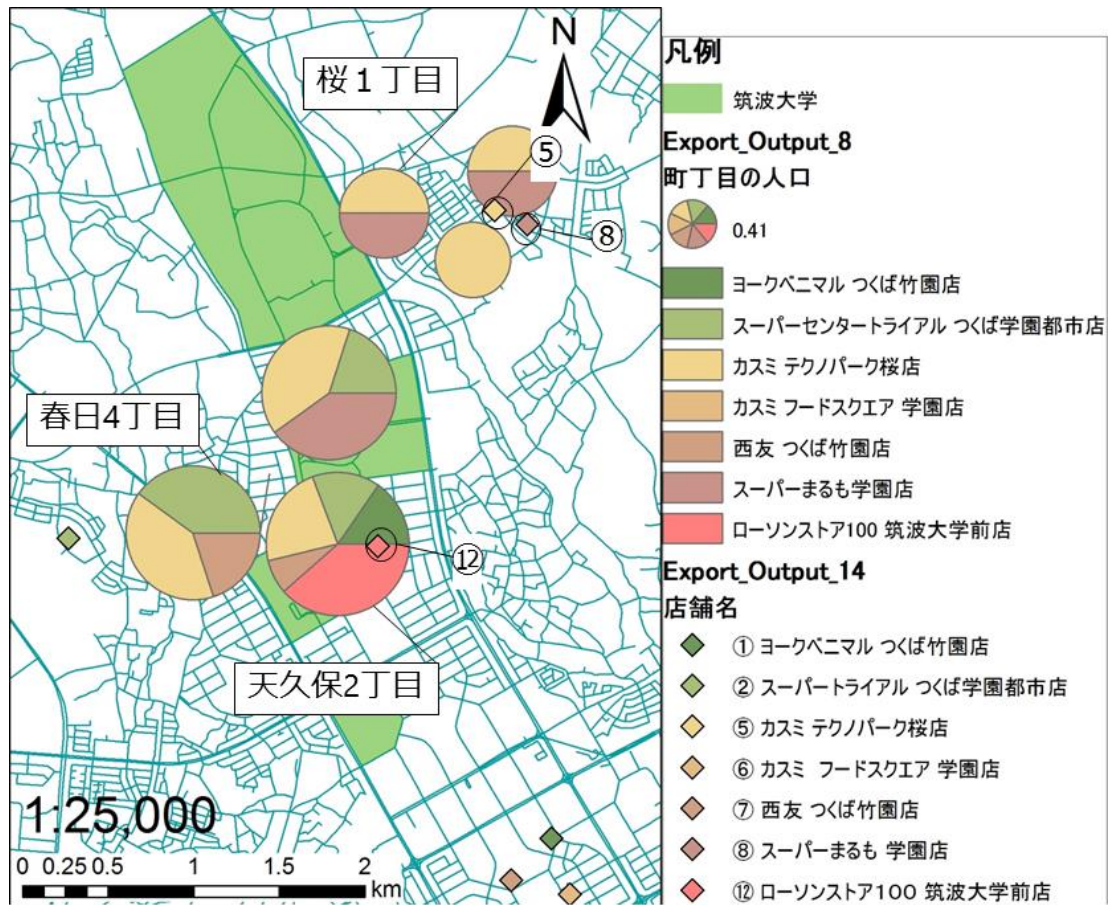 N
桜１丁目
⑤
⑧
春日4丁目
⑫
天久保2丁目
1:25,000
0 0.25 0.5 1 1.5 2
km
凡例
筑波大学
Export_Output_8
町丁目の人口
0.41
ヨークベニマル つくば竹園店
スーパーセンタートライアル つくば学園都市店
カスミ テクノパーク桜店
カスミ フードスクエア 学園店
西友 つくば竹園店
スーパーまるも学園店
ローソンストア100 筑波大学前店
Export_Output_14
店舗名
① ヨークベニマル つくば竹園店
② スーパートライアル つくば学園都市店
⑤ カスミ テクノパーク桜店
⑥ カスミ フードスクエア 学園店
⑦ 西友 つくば竹園店
⑧ スーパーまるも 学園店
⑫ ローソンストア１００ 筑波大学前店